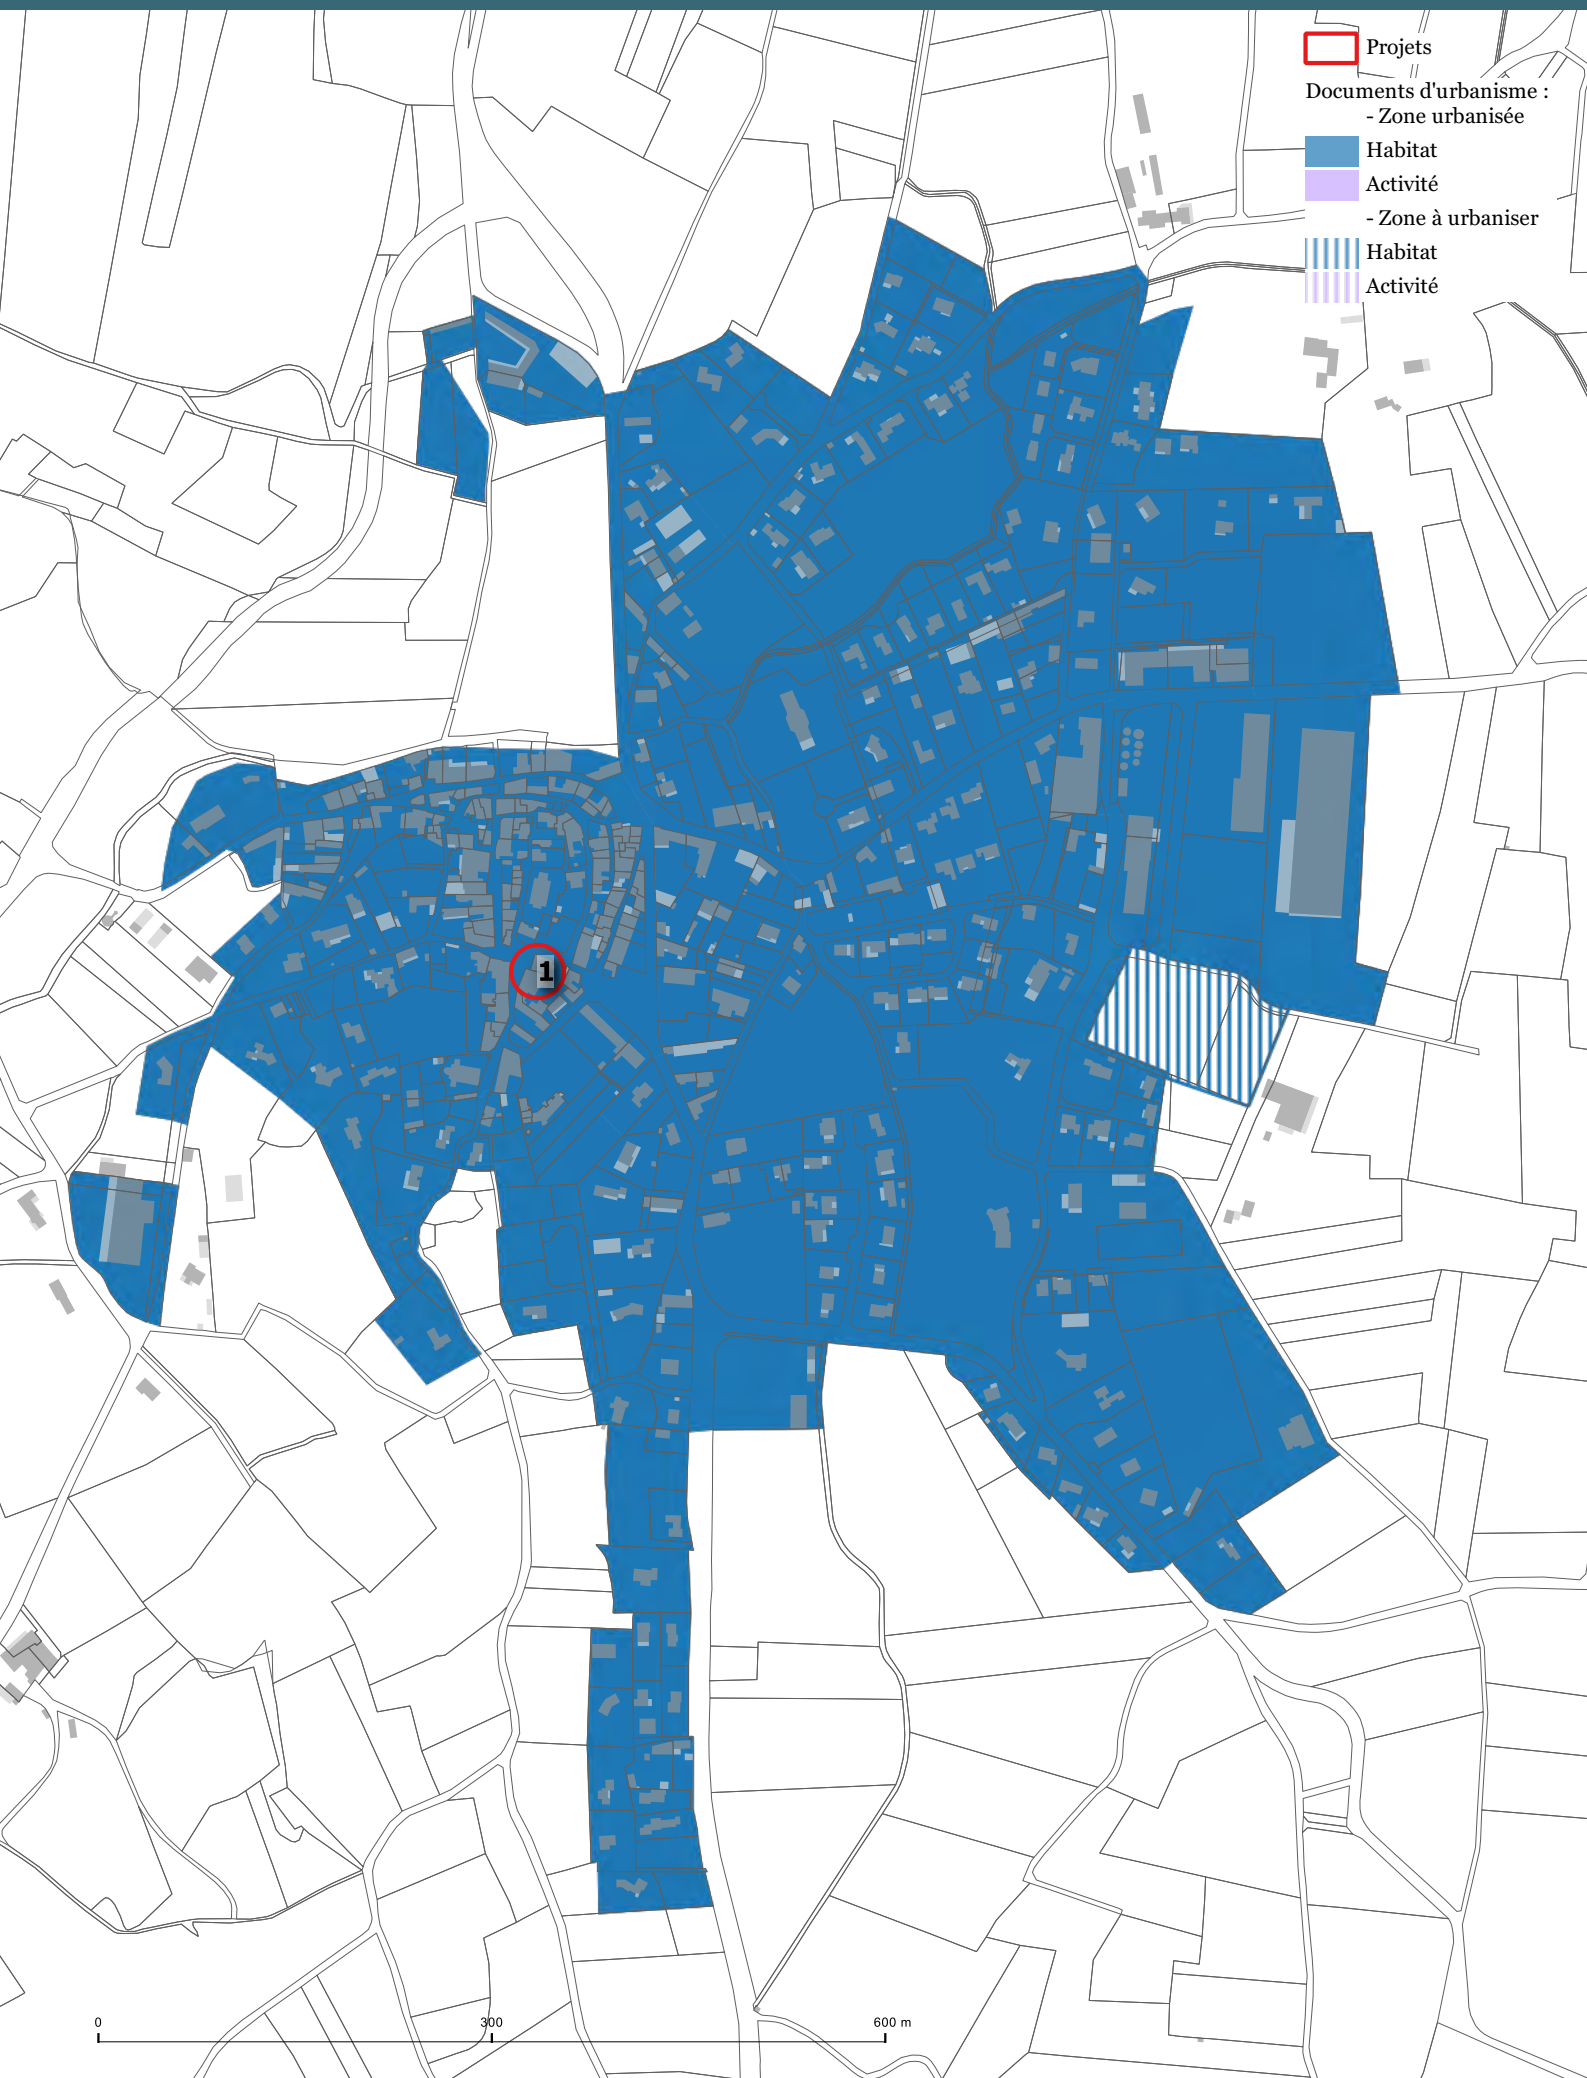 Projets
Documents d'urbanisme :
- Zone urbanisée
Habitat
Activité
- Zone à urbaniser
Habitat
Activité
1
0 300 600 m